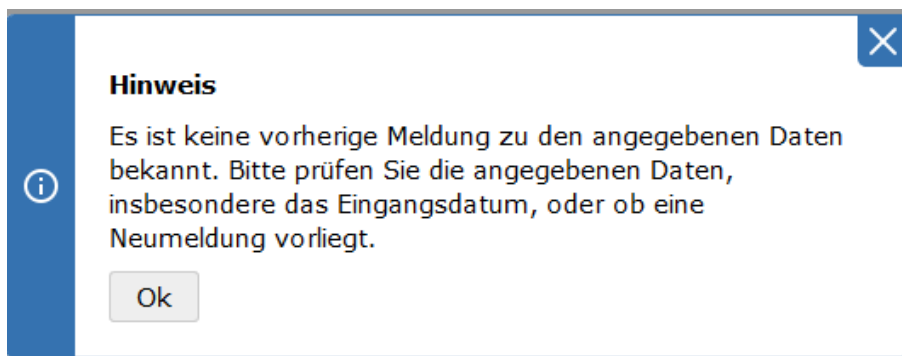 Hinweis
Es ist keine vorherige Meldung zu den angegebenen Daten
bekannt. Bitte prüfen Sie die angegebenen Daten,
insbesondere das Eingangsdatum, oder ob eine
Neumeldung vorliegt.
Ok